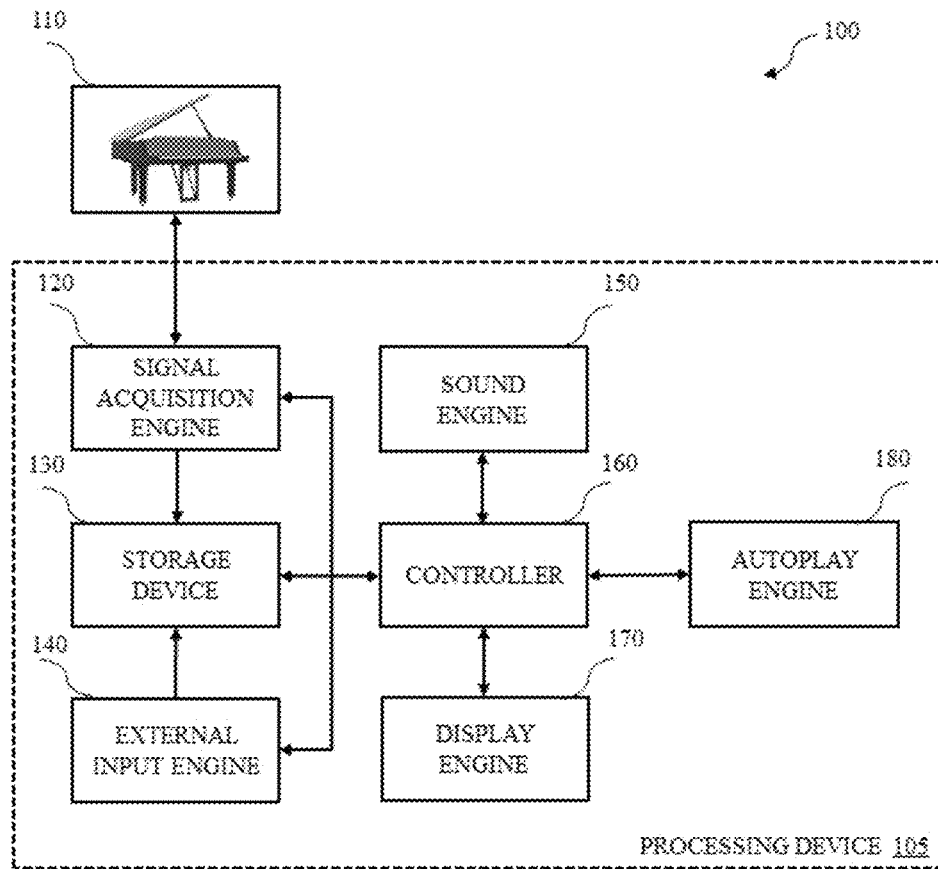 110
100
120
150
SIGNAL
ACQUISITION
ENGINE
SOUND
ENGINE
130
160
180
STORAGE
DEVICE
CONTROLLER
AUTOPLAY
ENGINE
140
170
EXTERNAL
INPUT ENGINE
DISPLAY
ENGINE
PROCESSING DEVICE 105